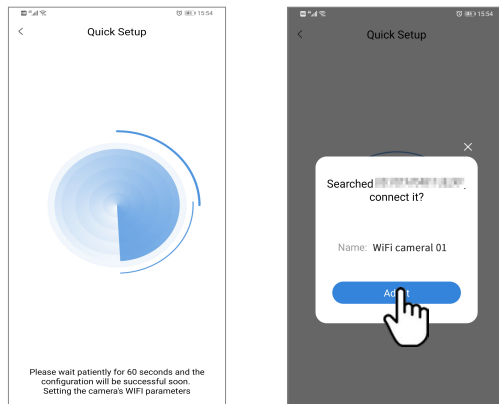 15:54
Quick Setup
Please wait patiently for 60 seconds and the
configuration will be successful soon.
Setting the camera's WIFI parameters
15:54
Quick Setup
Searched
connect it?
Name: WiFi cameral 01